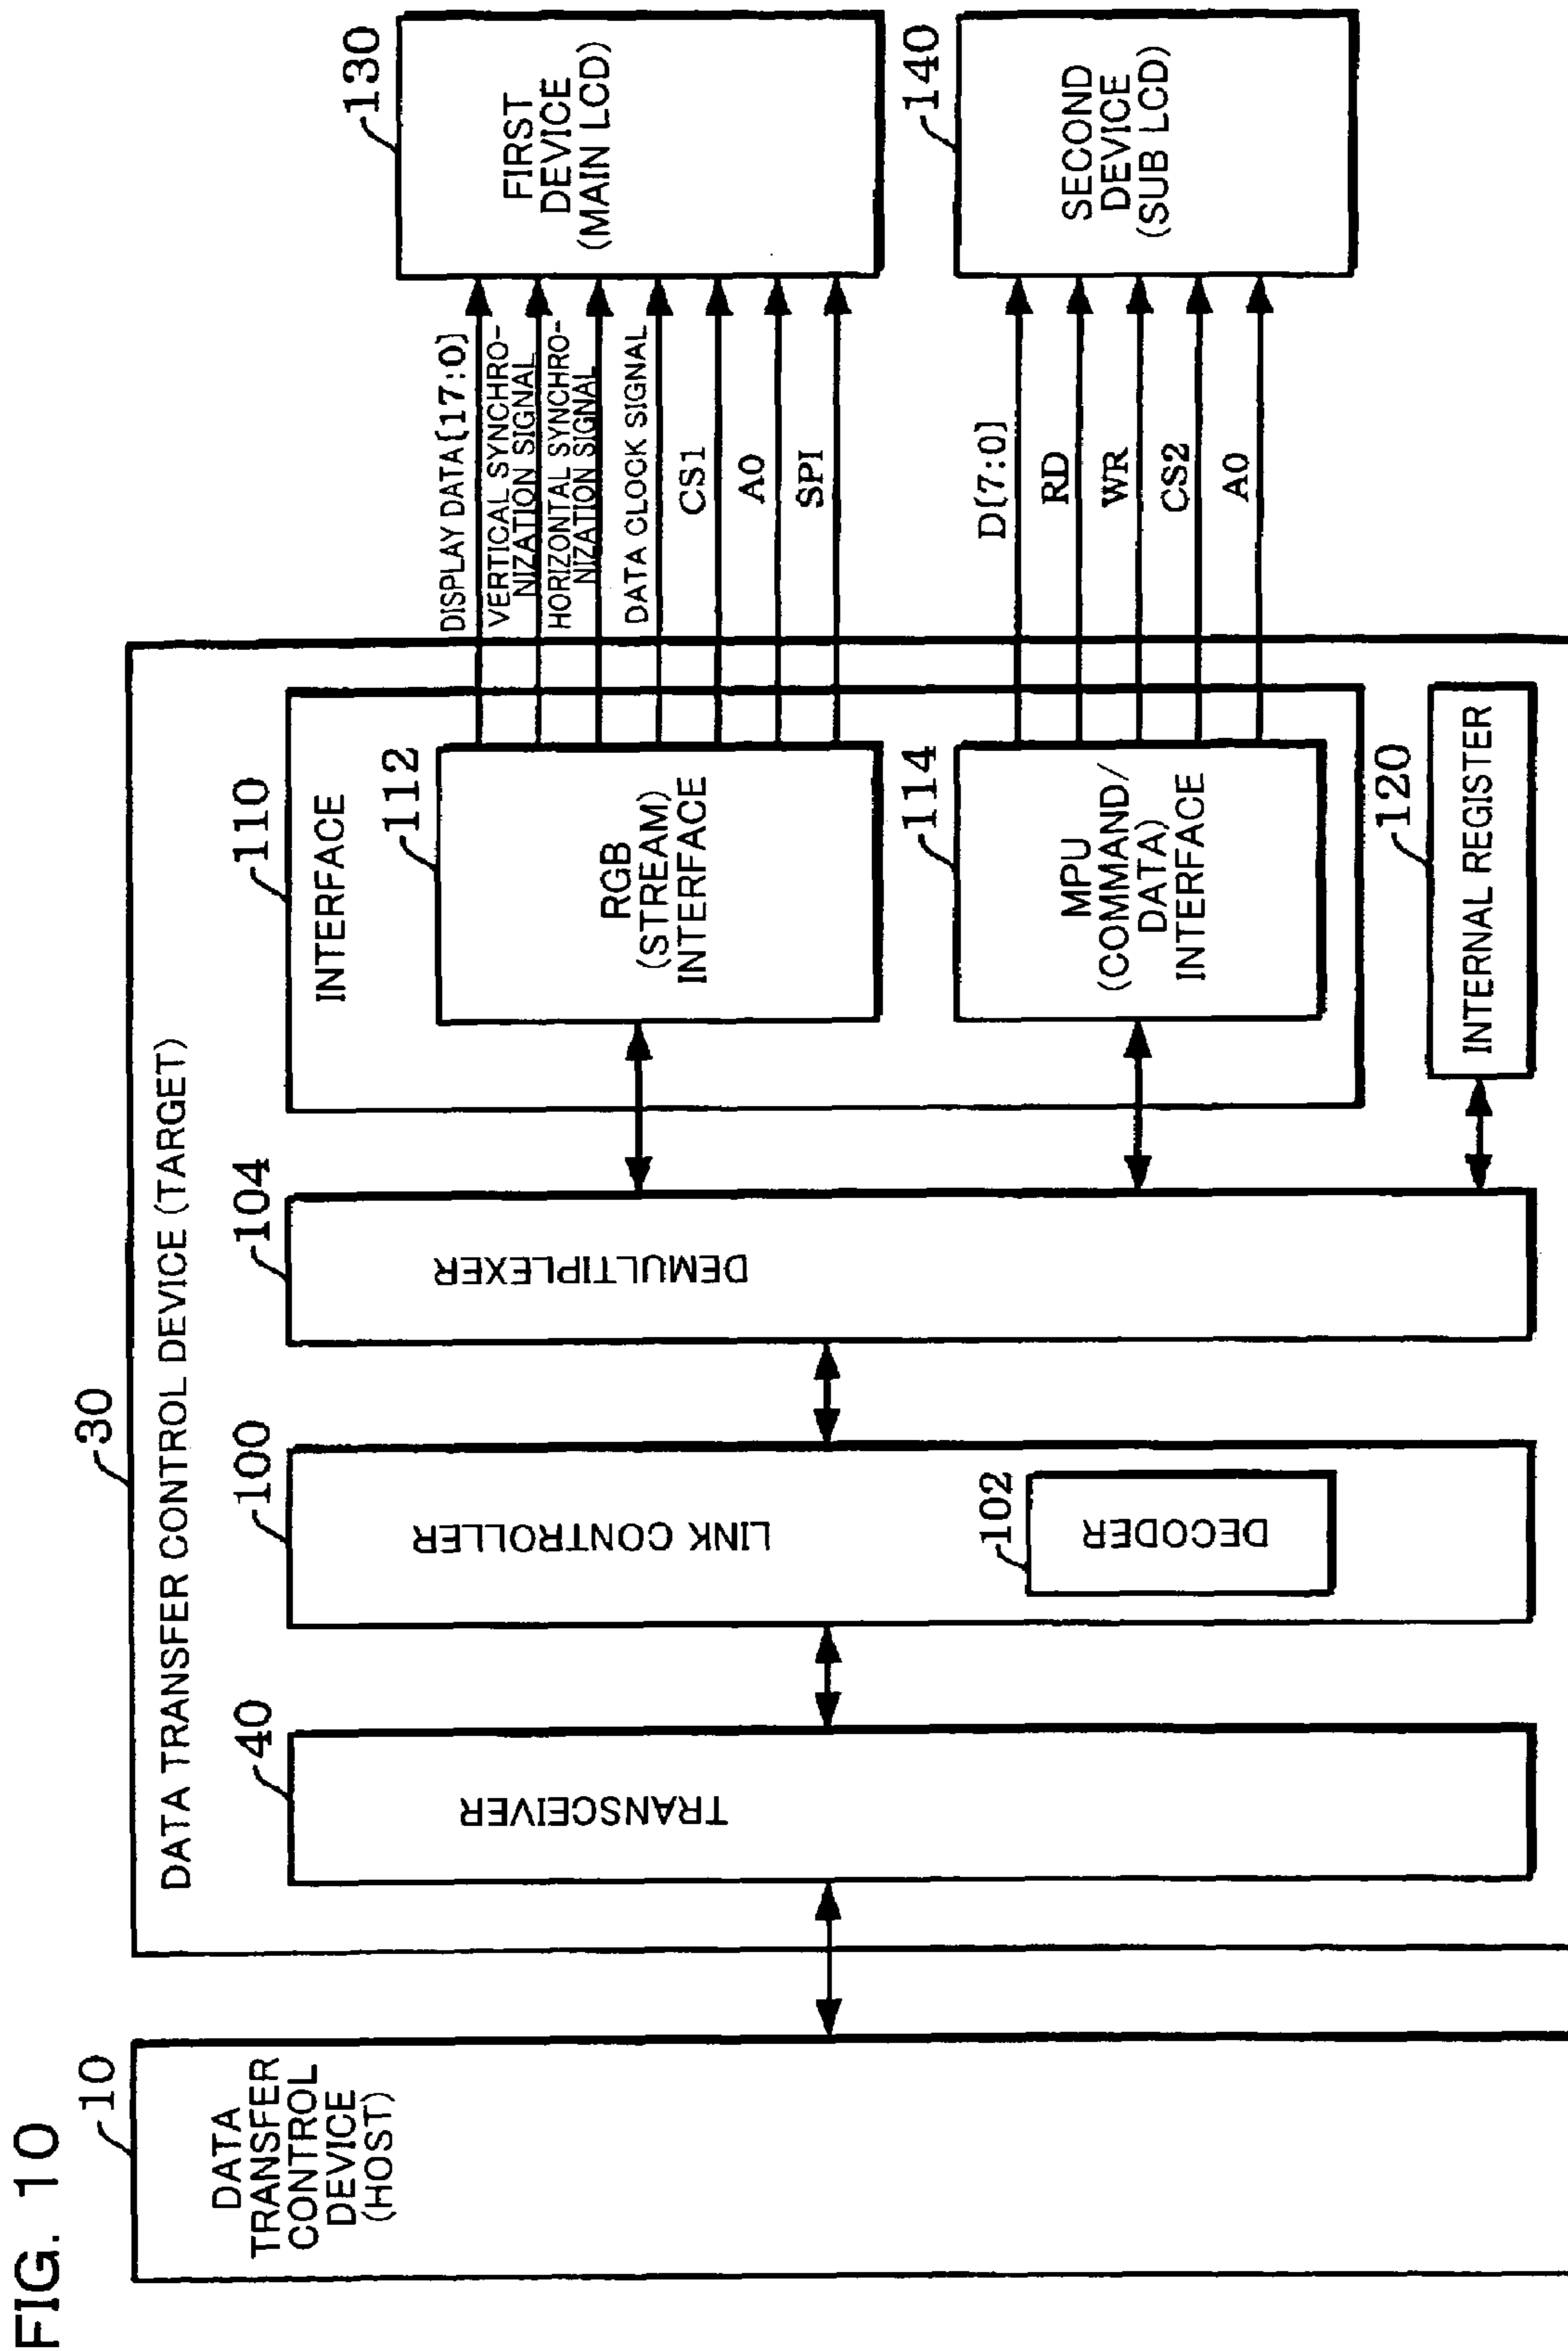 FIG. 10
10
DATA
TRANSFER
CONTROL
DEVICE
(HOST)
30
DATA TRANSFER CONTROL DEVICE (TARGET)
40
TRANSCEIVER
100
LINK CONTROLLER
102
DECODER
104
DEMULTIPLEXER
110
INTERFACE
112
RGB
(STREAM)
INTERFACE
114
MPU
(COMMAND/
DATA)
INTERFACE
120
INTERNAL REGISTER
DISPLAY DATA[17:0]
VERTICAL SYNCHRO-
NIZATION SIGNAL
HORIZONTAL SYNCHRO-
NIZATION SIGNAL
DATA CLOCK SIGNAL
CS1
A0
SPI
D[7:0]
RD
WR
CS2
A0
130
FIRST
DEVICE
(MAIN LCD)
140
SECOND
DEVICE
(SUB LCD)